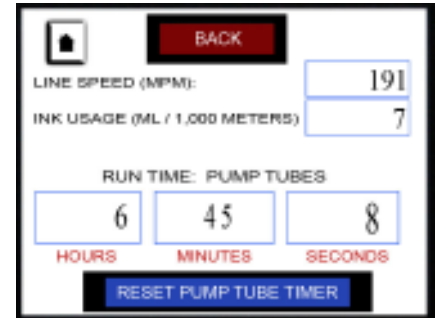 BACK
LINE SPEED (MPM): 191
INK USAGE (ML / 1,000 METERS) 7
RUN TIME: PUMP TUBES
6 45 8
HOURS MINUTES SECONDS
RESET PUMP TUBE TIMER